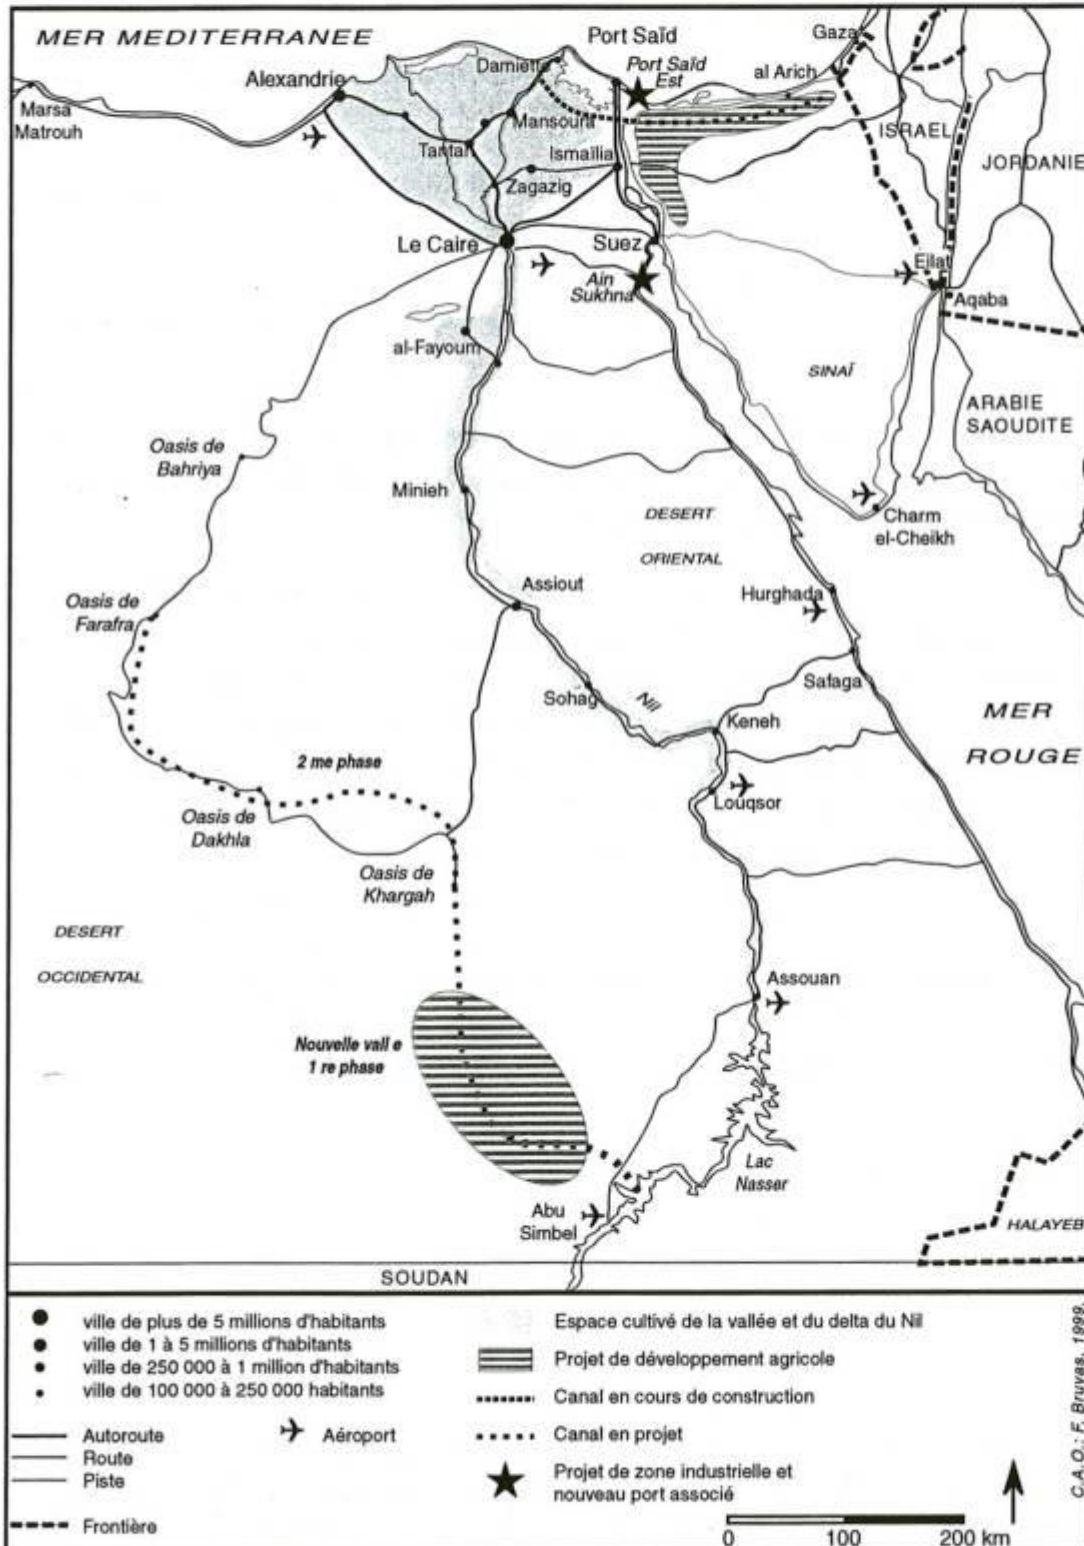 MER MEDITERRANEE
Port Saïd
Gaza
Alexandrie
Damiett
Port Saïd
Est
al Arich
Marsa
Matrouh
Mansoura
ISRAEL
Tantah
Ismaïlia
JORDANIE
Zagazig
Le Caire
Suez
Eilat
Ain
Sukhna
Aqaba
al-Fayoum
SINAÏ
ARABIE
SAOUDITE
Oasis de
Bahriya
Minieh
DESERT
ORIENTAL
Charm
el-Cheikh
Assiout
Hurghada
Oasis de
Farafra
Safaga
Sohag
Nil
Keneh
MER
ROUGE
2 me phase
Louqsor
Oasis de
Dakhla
Oasis de
Khargah
DESERT
OCCIDENTAL
Assouan
Nouvelle vall e
1 re phase
Lac
Nasser
Abu
Simbel
HALAYEB
SOUDAN
ville de plus de 5 millions d'habitants
ville de 1 à 5 millions d'habitants
ville de 250 000 à 1 million d'habitants
ville de 100 000 à 250 000 habitants
Autoroute
Route
Piste
Frontière
Aéroport
Espace cultivé de la vallée et du delta du Nil
Projet de développement agricole
Canal en cours de construction
Canal en projet
Projet de zone industrielle et
nouveau port associé
0 100 200 km
C.A.O.: F. Bruyas, 1999